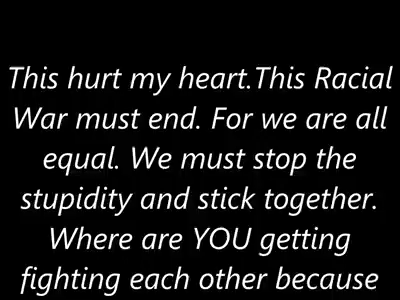 This hurt my heart.This Racial
War must end. For we are all
equal. We must stop the
stupidity and stick together.
Where are YOU getting
fighting each other because